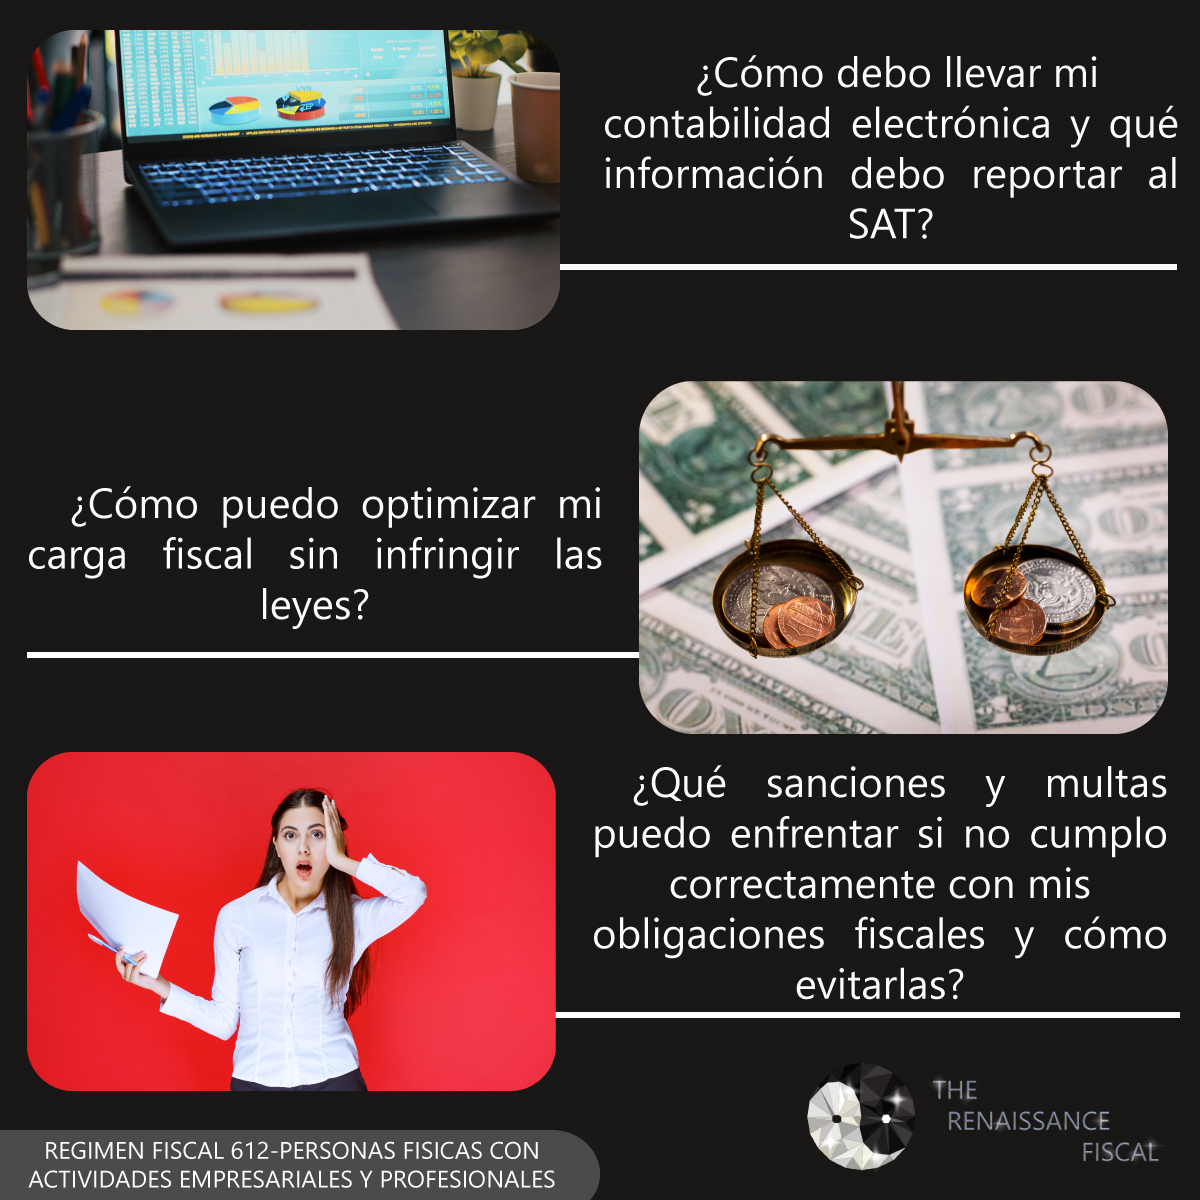 ¿Cómo debo llevar mi
contabilidad electrónica y qué
información debo reportar al
SAT?
¿Cómo puedo optimizar mi
carga fiscal sin infringir las
leyes?
¿Qué sanciones y multas
puedo enfrentar si no cumplo
correctamente con mis
obligaciones fiscales y cómo
evitarlas?
THE
RENAISSANCE
FISCAL
REGIMEN FISCAL 612-PERSONAS FISICAS CON
ACTIVIDADES EMPRESARIALES Y PROFESIONALES